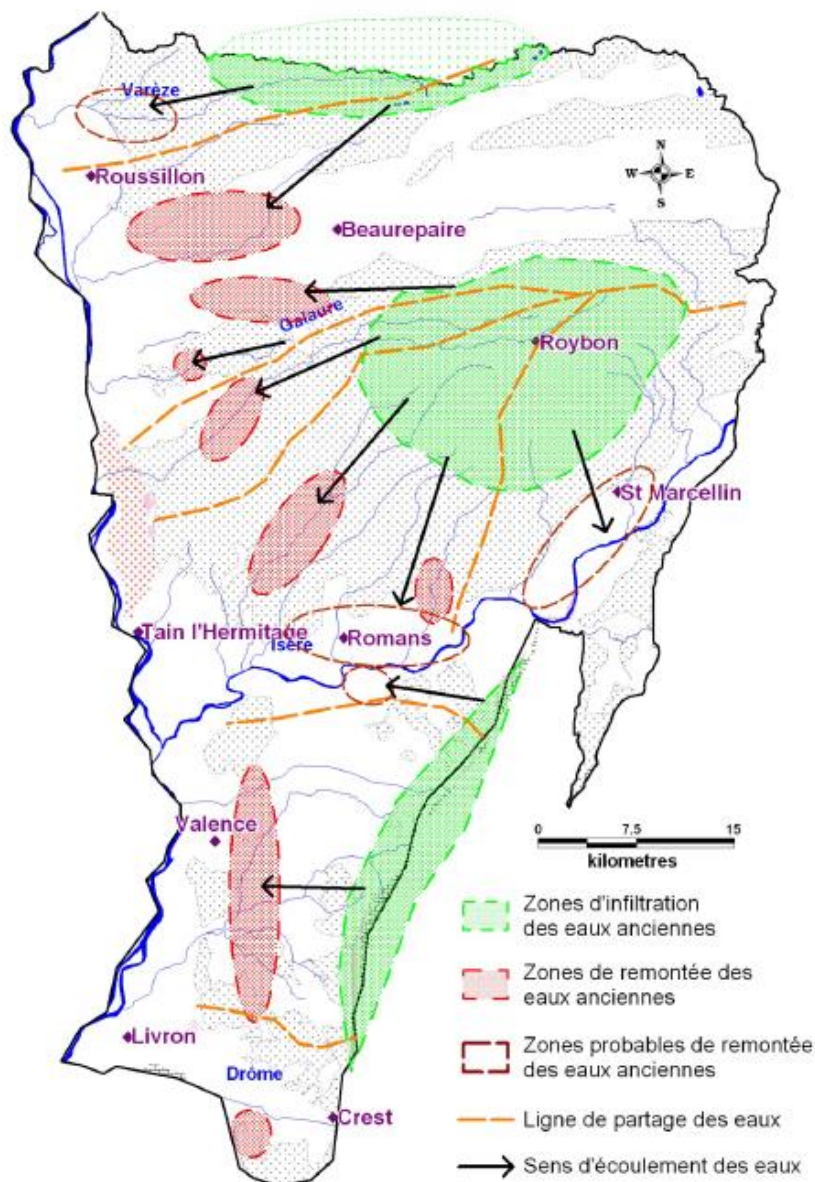 Varèze
Roussillon
N
W E
S
Beaurepaire
Galaure
Roybon
St Marcellin
Tain l'Hermitage
Isère
Romans
Valence
0 7.5 15
kilometres
Zones d'infiltration
des eaux anciennes
Zones de remontée des
eaux anciennes
Livron
Zones probables de remontée
des eaux anciennes
Drôme
Crest
Ligne de partage des eaux
Sens d'écoulement des eaux